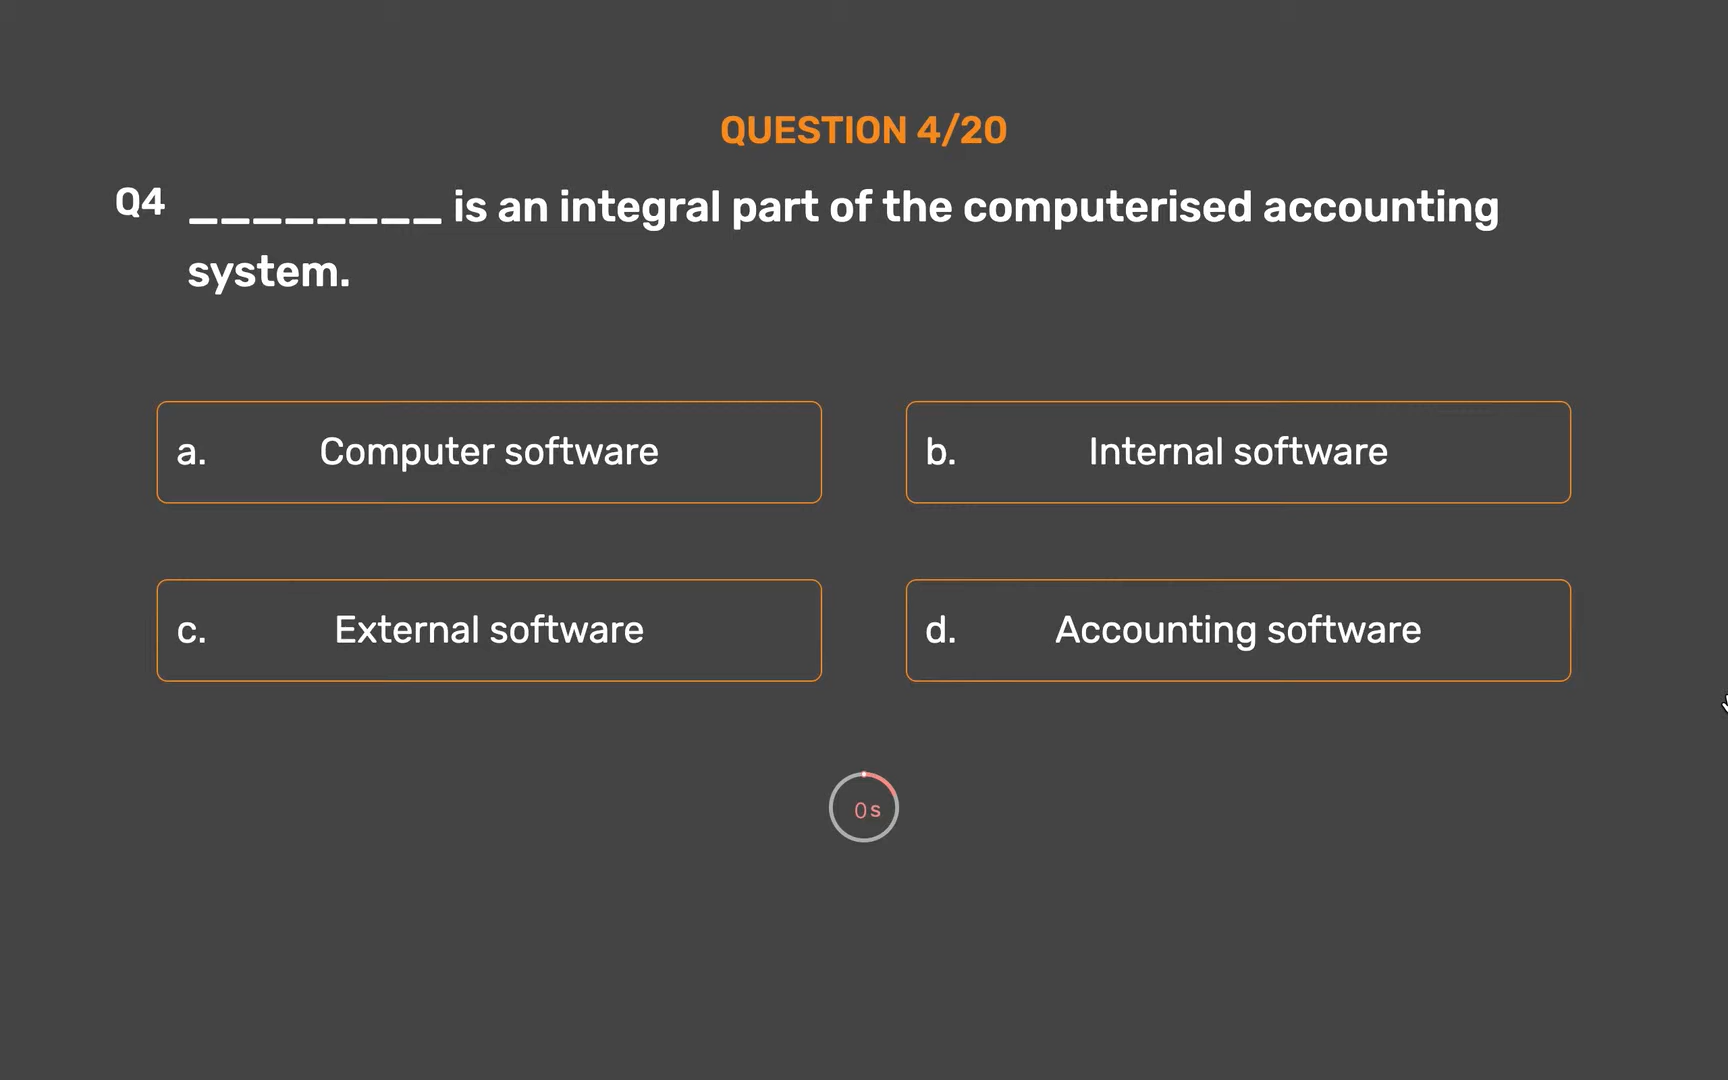 QUESTION 4/20
Q4 ________ is an integral part of the computerised accounting
system.
a. Computer software
b. Internal software
c. External software
d. Accounting software
0s